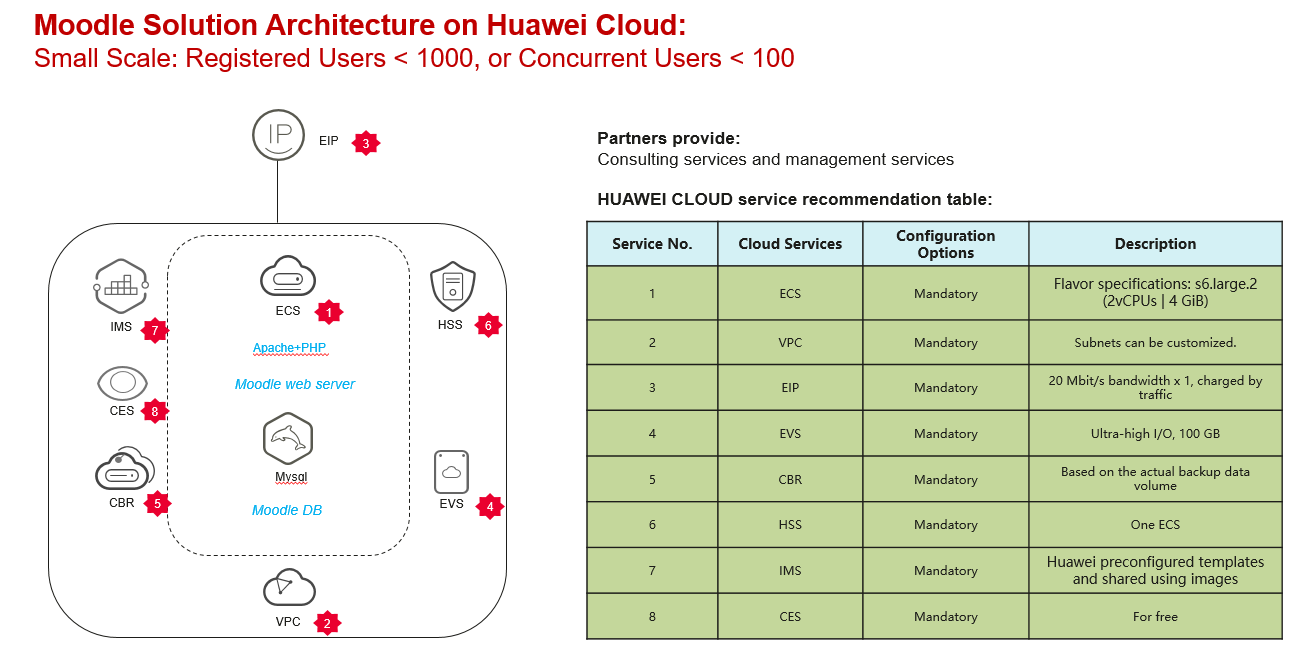 Moodle Solution Architecture on Huawei Cloud:
Small Scale: Registered Users < 1000, or Concurrent Users < 100
IP
EIP
3
IMS
7
CES
8
CBR
5
ECS
1
Apache+PHP
Moodle web server
Mysql
Moodle DB
HSS
6
EVS
4
VPC
2
Partners provide:
Consulting services and management services
HUAWEI CLOUD service recommendation table:
Service No. Cloud Services Configuration Options Description
1 ECS Mandatory Flavor specifications: s6.large.2
(2vCPUs | 4 GiB)
2 VPC Mandatory Subnets can be customized.
3 EIP Mandatory 20 Mbit/s bandwidth x 1, charged by
traffic
4 EVS Mandatory Ultra-high I/O, 100 GB
5 CBR Mandatory Based on the actual backup data
volume
6 HSS Mandatory One ECS
7 IMS Mandatory Huawei preconfigured templates
and shared using images
8 CES Mandatory For free